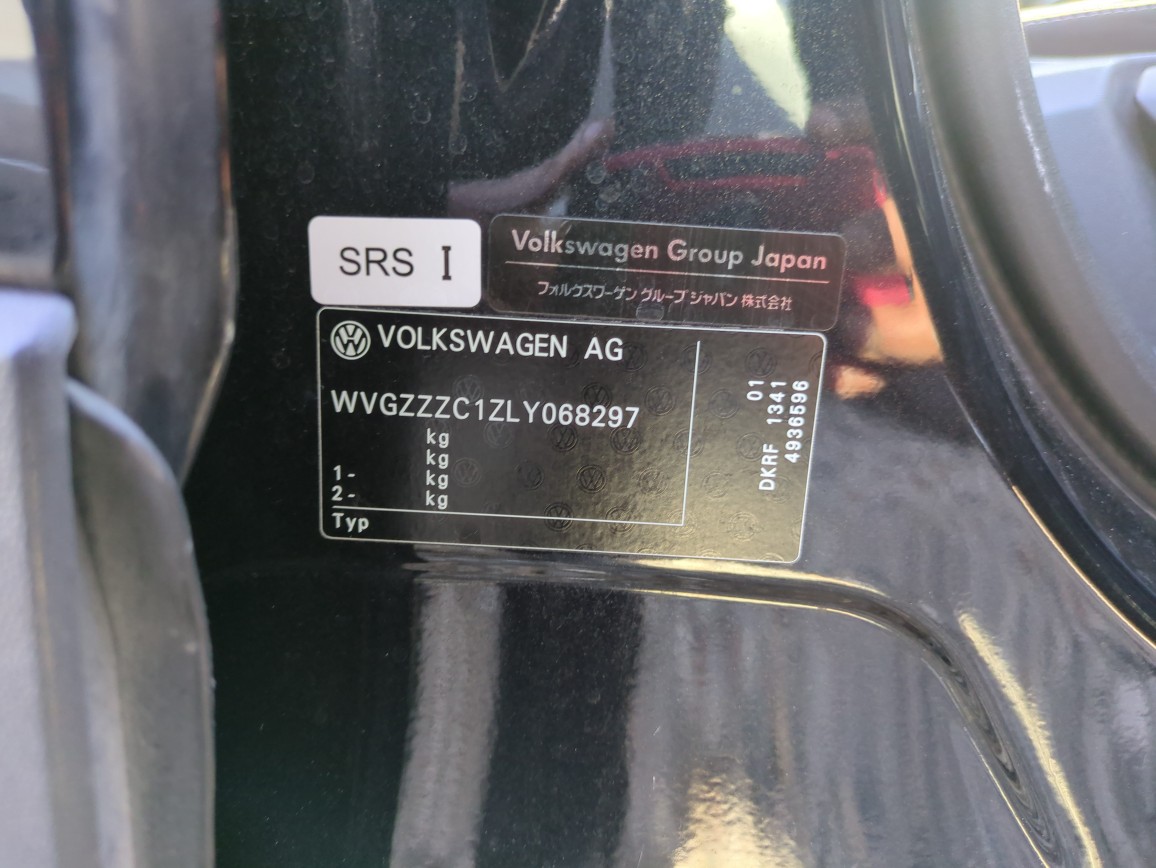 SRS I
Volkswagen Group Japan
フォルクスワーゲン グループ ジャパン 株式会社
VOLKSWAGEN AG
WVGZZZC1ZLY068297
kg
kg
1- kg
2- kg
Typ
01
DKRF 1341
4936596